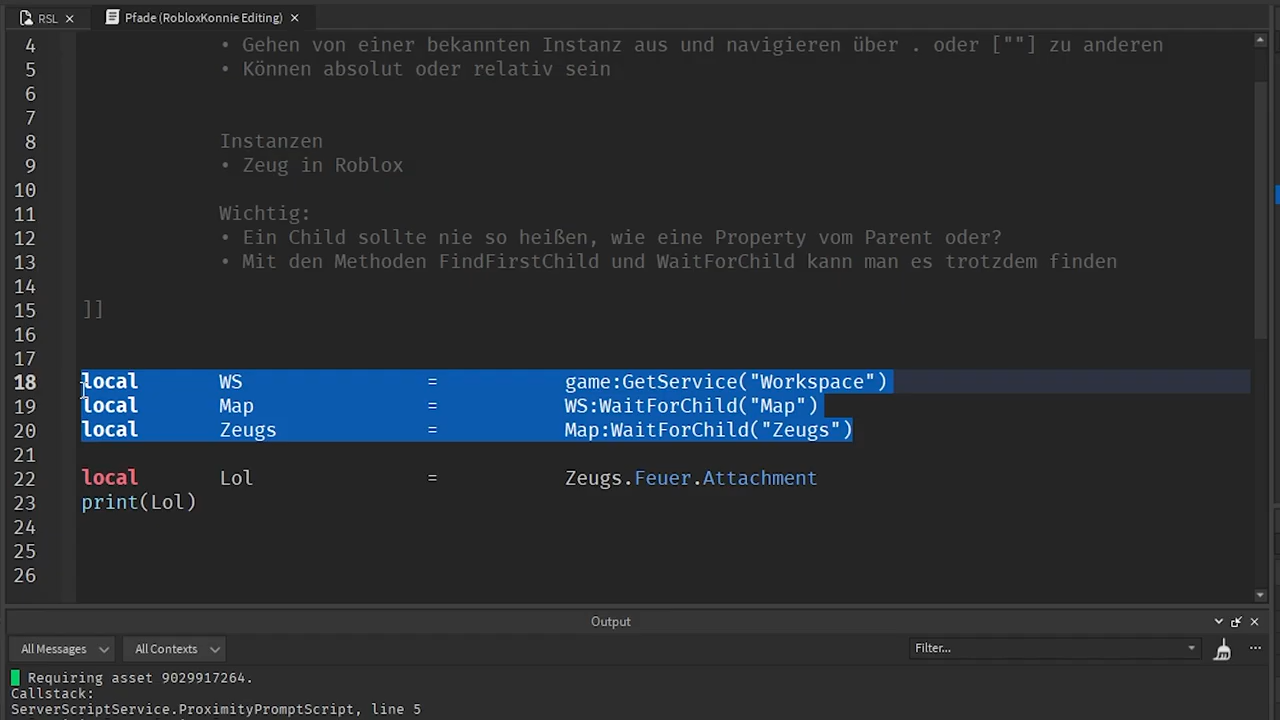 RSL ×
Pfade (RobloxKonnie Editing) ×
4 • Gehen von einer bekannten Instanz aus und navigieren über . oder [""] zu anderen
5 • Können absolut oder relativ sein
6
7
8 Instanzen
9 • Zeug in Roblox
10
11 Wichtig:
12 • Ein Child sollte nie so heißen, wie eine Property vom Parent oder?
13 • Mit den Methoden FindFirstChild und WaitForChild kann man es trotzdem finden
14
15 ]]
16
17
18 local WS = game:GetService("Workspace")
19 local Map = WS:WaitForChild("Map")
20 local Zeugs = Map:WaitForChild("Zeugs")
21
22 local Lol = Zeugs.Feuer.Attachment
23 print(Lol)
24
25
26
Output
All Messages All Contexts Filter... ...
Requiring asset 9029917264.
Callstack:
ServerScriptService.ProximityPromptScript, line 5